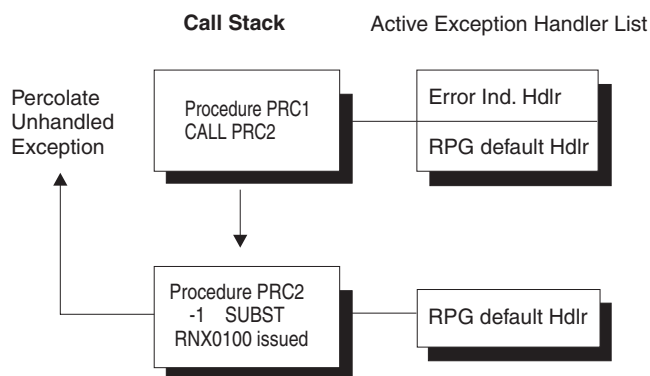 Call Stack
Active Exception Handler List
Percolate
Unhandled
Exception
Procedure PRC1
CALL PRC2
Error Ind. Hdlr
RPG default Hdlr
Procedure PRC2
-1 SUBST
RNX0100 issued
RPG default Hdlr